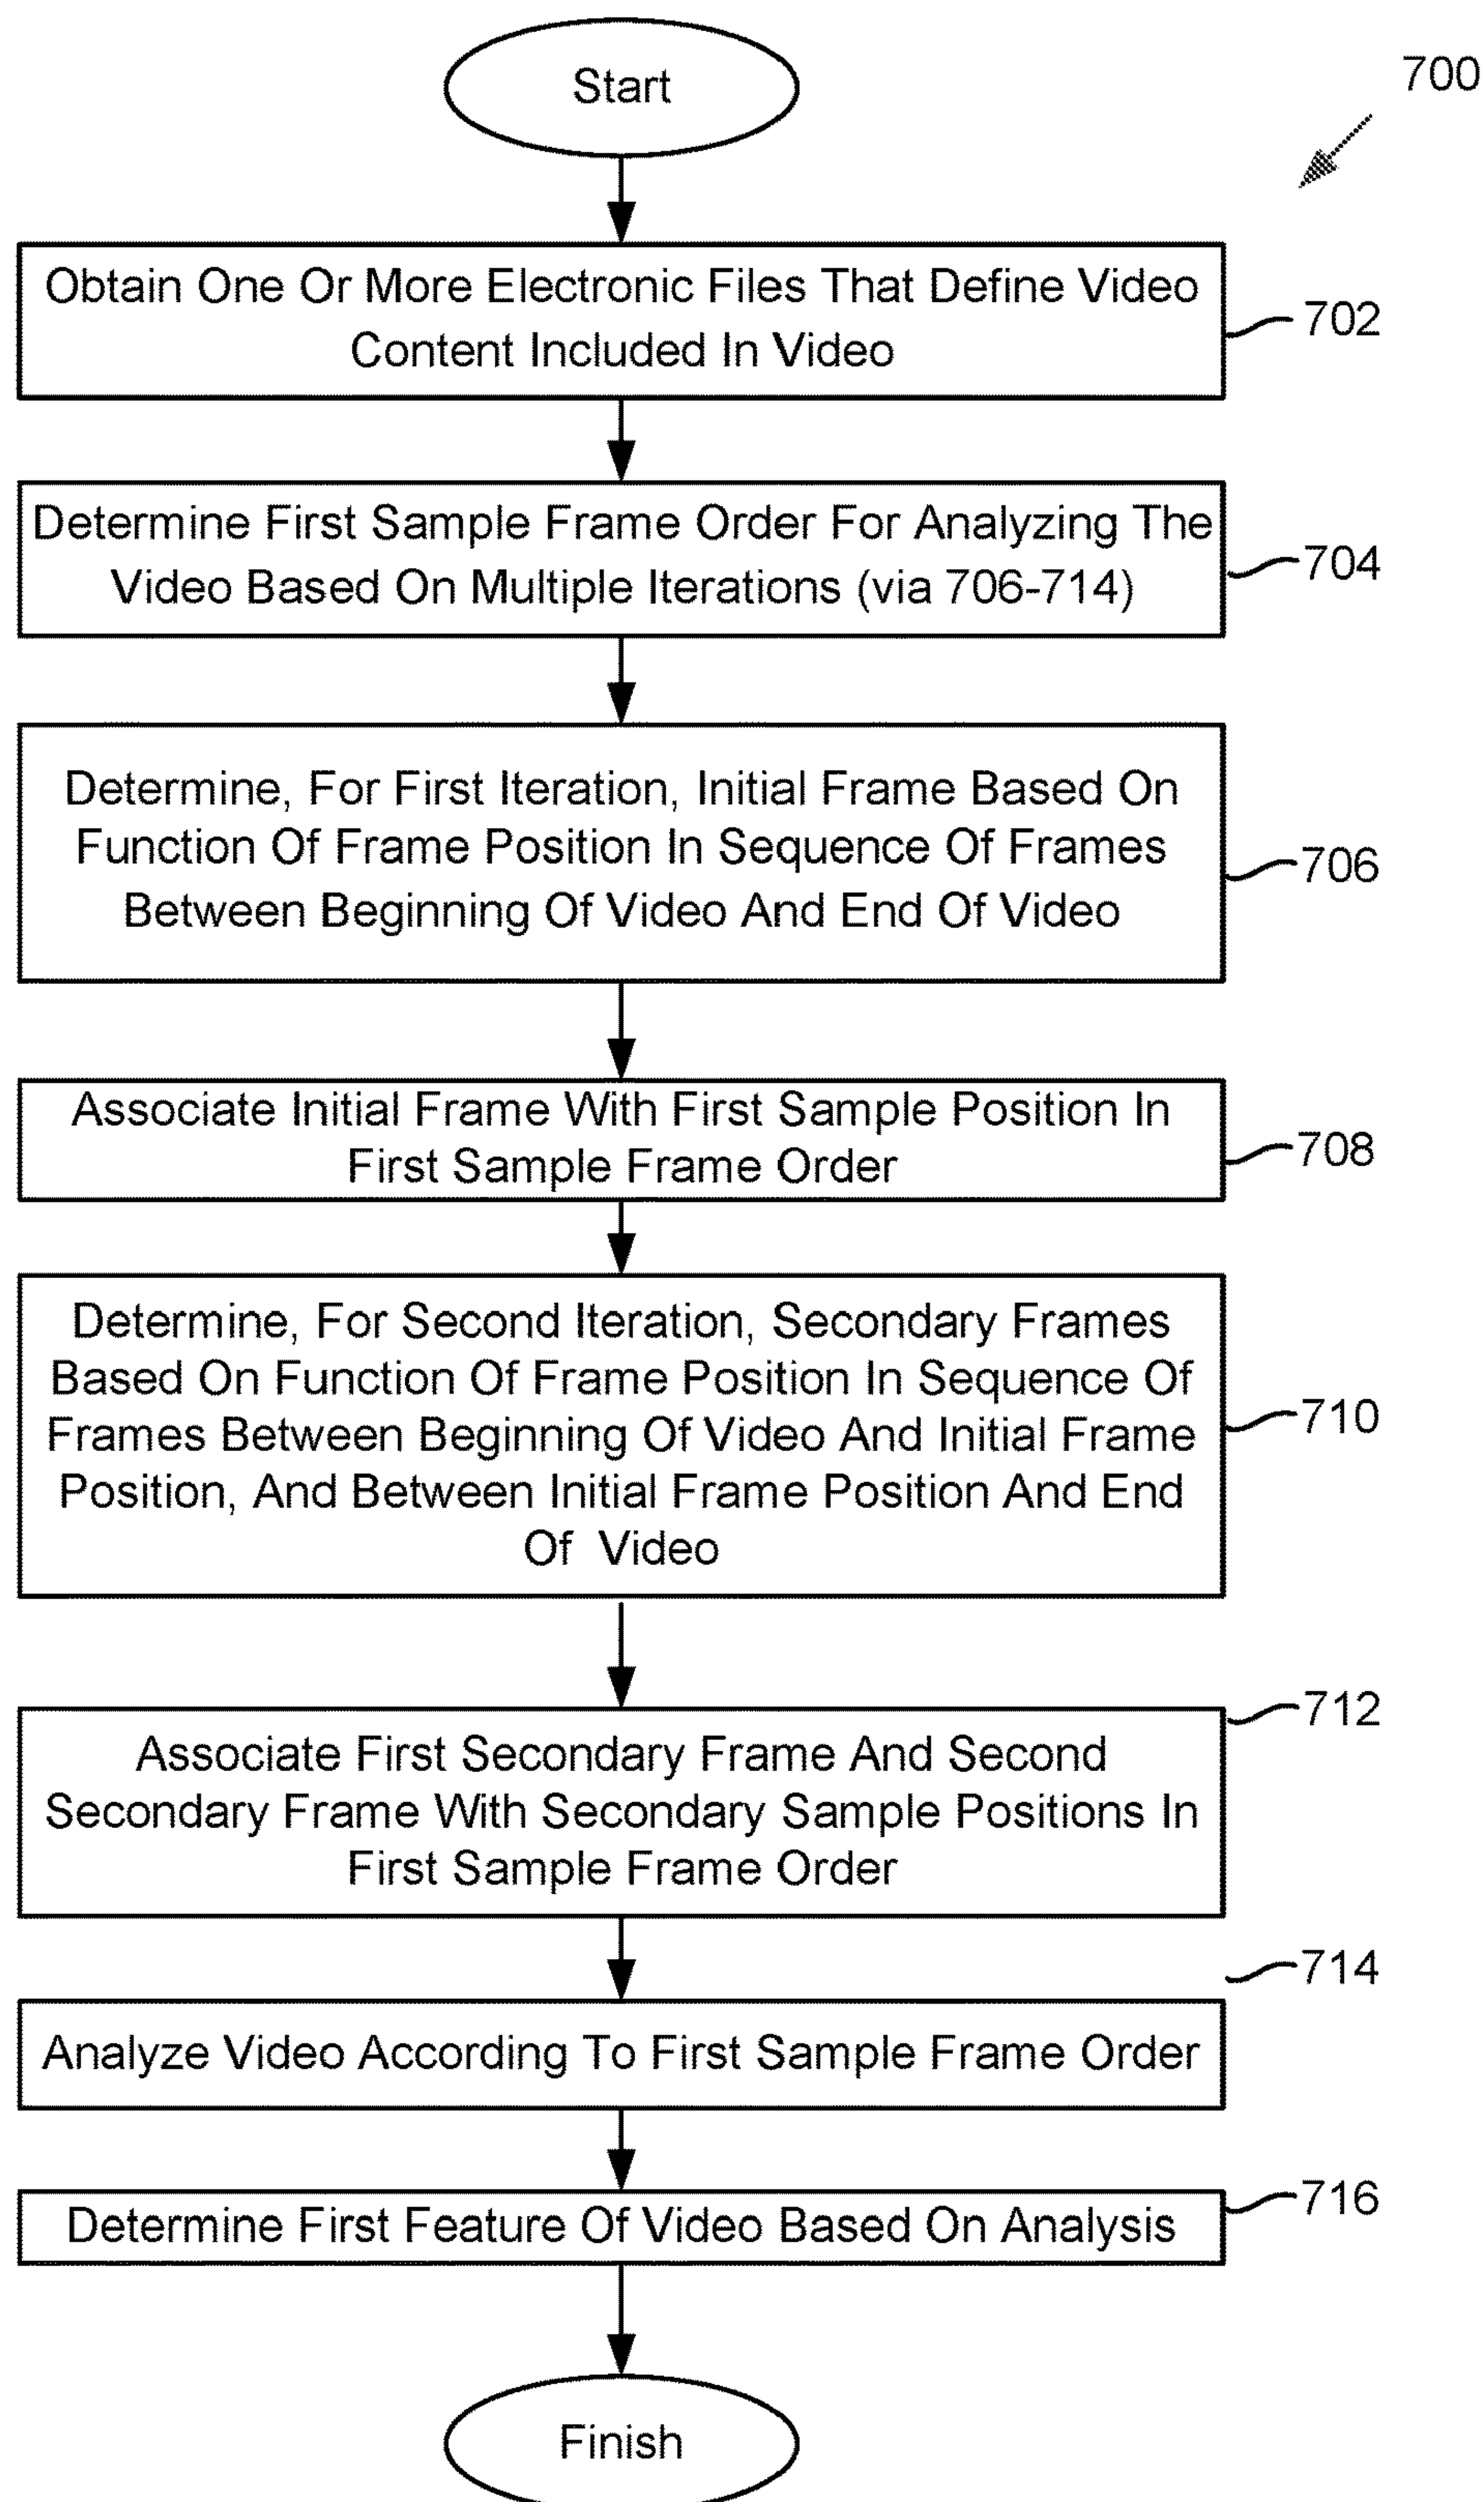 Start
700
Obtain One Or More Electronic Files That Define Video
Content Included In Video
702
Determine First Sample Frame Order For Analyzing The
Video Based On Multiple Iterations (via 706-714)
704
Determine, For First Iteration, Initial Frame Based On
Function Of Frame Position In Sequence Of Frames
Between Beginning Of Video And End Of Video
706
Associate Initial Frame With First Sample Position In
First Sample Frame Order
708
Determine, For Second Iteration, Secondary Frames
Based On Function Of Frame Position In Sequence Of
Frames Between Beginning Of Video And Initial Frame
Position, And Between Initial Frame Position And End
Of Video
710
712
Associate First Secondary Frame And Second
Secondary Frame With Secondary Sample Positions In
First Sample Frame Order
714
Analyze Video According To First Sample Frame Order
716
Determine First Feature Of Video Based On Analysis
Finish